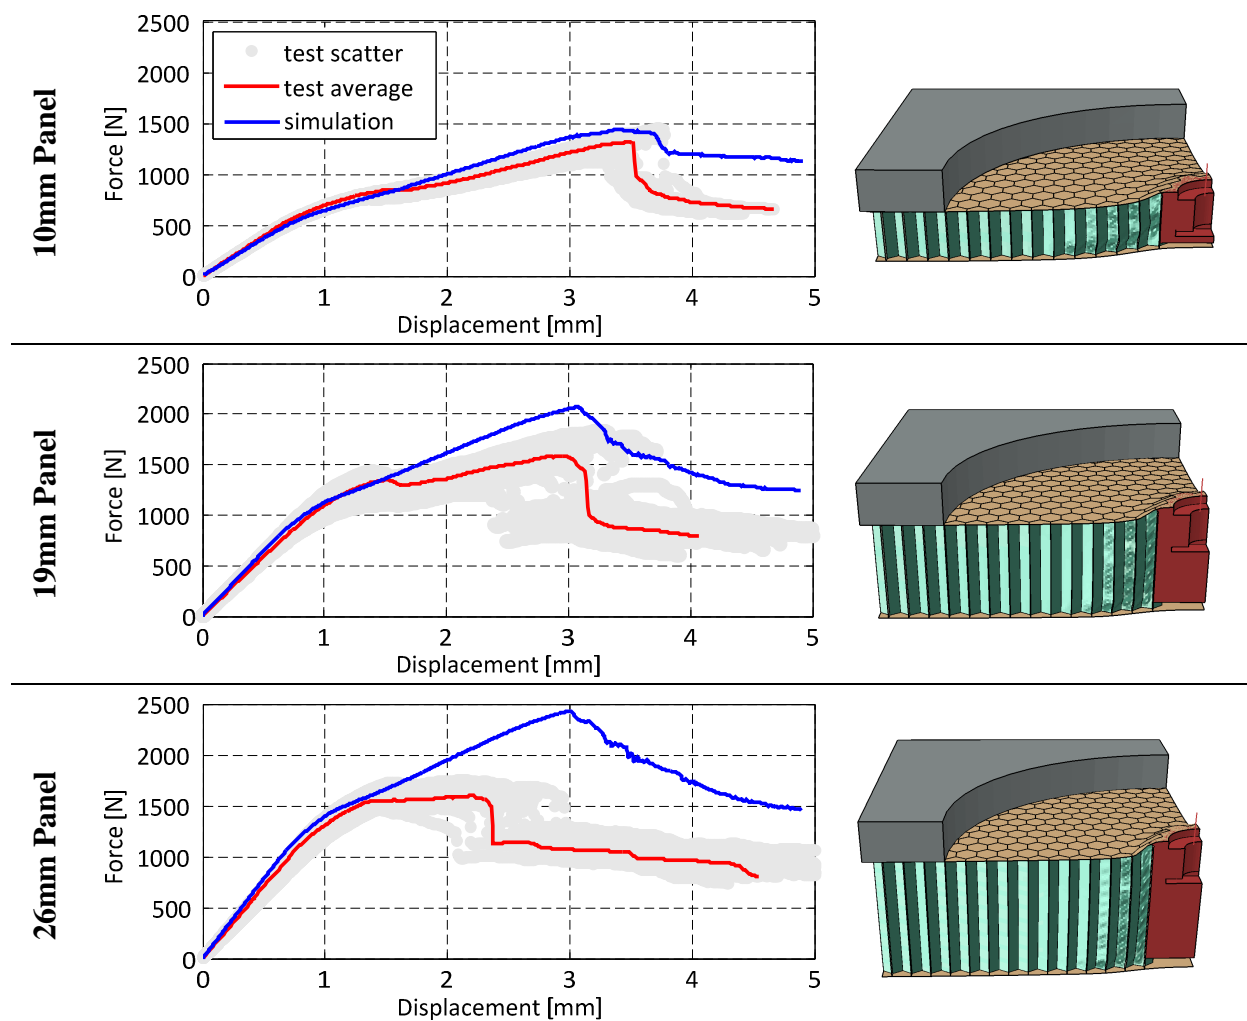 10mm Panel
Force [N]
2500
2000
1500
1000
500
0
test scatter
test average
simulation
0 1 2 3 4 5
Displacement [mm]
19mm Panel
Force [N]
2500
2000
1500
1000
500
0
0 1 2 3 4 5
Displacement [mm]
26mm Panel
Force [N]
2500
2000
1500
1000
500
0
0 1 2 3 4 5
Displacement [mm]